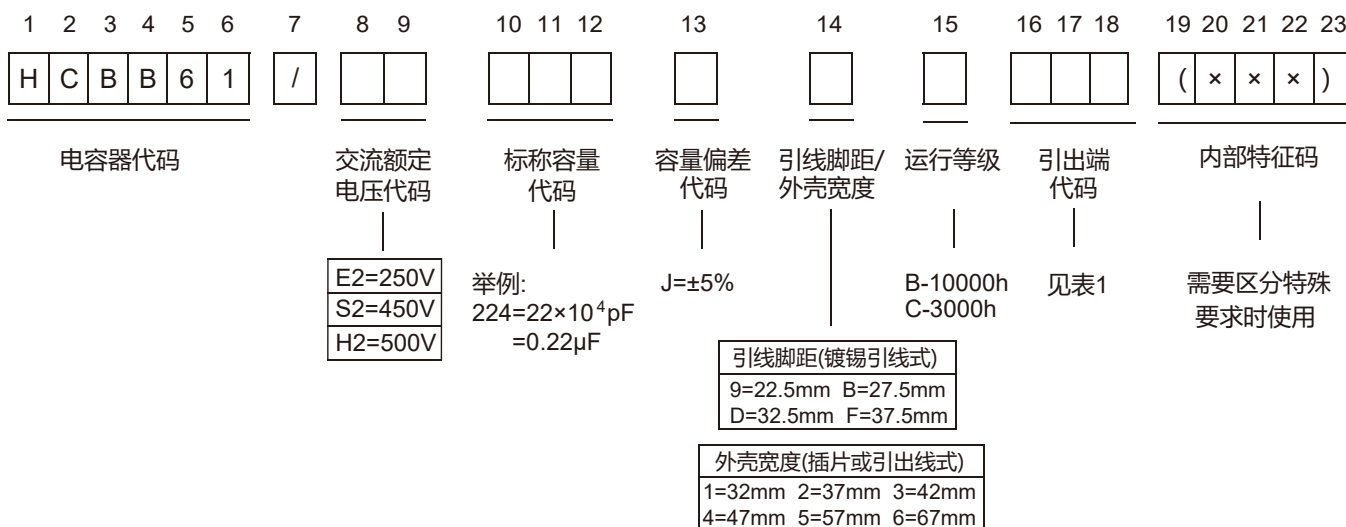 1 2 3 4 5 6 7 8 9 10 11 12 13 14 15 16 17 18 19 20 21 22 23
H C B B 6 1 / ( × × × )
电容器代码
交流额定
电压代码
标称容量
代码
容量偏差
代码
引线脚距/
外壳宽度
运行等级
引出端
代码
内部特征码
E2=250V
S2=450V
H2=500V
举例:
224=22×10⁴pF
=0.22μF
J=±5%
B-10000h
C-3000h
见表1
需要区分特殊
要求时使用
引线脚距(镀锡引线式)
9=22.5mm B=27.5mm
D=32.5mm F=37.5mm
外壳宽度(插片或引出线式)
1=32mm 2=37mm 3=42mm
4=47mm 5=57mm 6=67mm